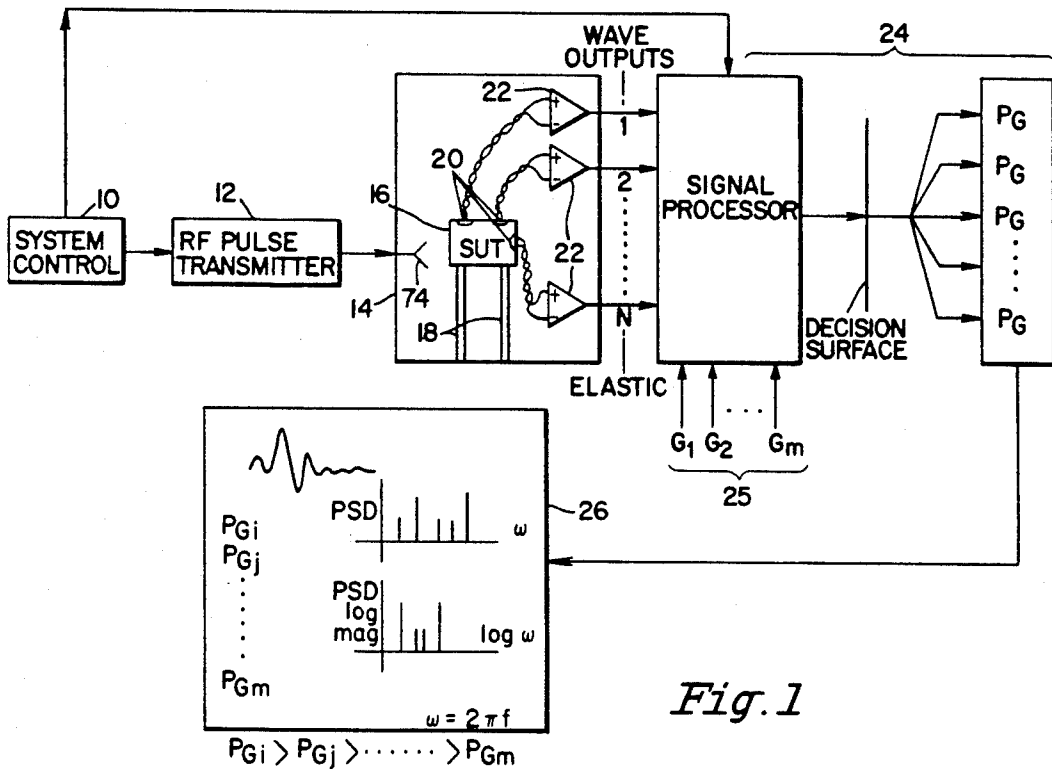 24
WAVE
OUTPUTS
22
1
20
2
16
10
12
SYSTEM
CONTROL
RF PULSE
TRANSMITTER
SUT
22
SIGNAL
PROCESSOR
PG
PG
PG
PG
74
14
18
N
ELASTIC
DECISION
SURFACE
G1 G2 ... Gm
25
26
PSD
ω
PGi
PGj
PSD
log
mag
log ω
PGm
ω = 2πf
PGi > PGj > ...... > PGm
Fig. 1